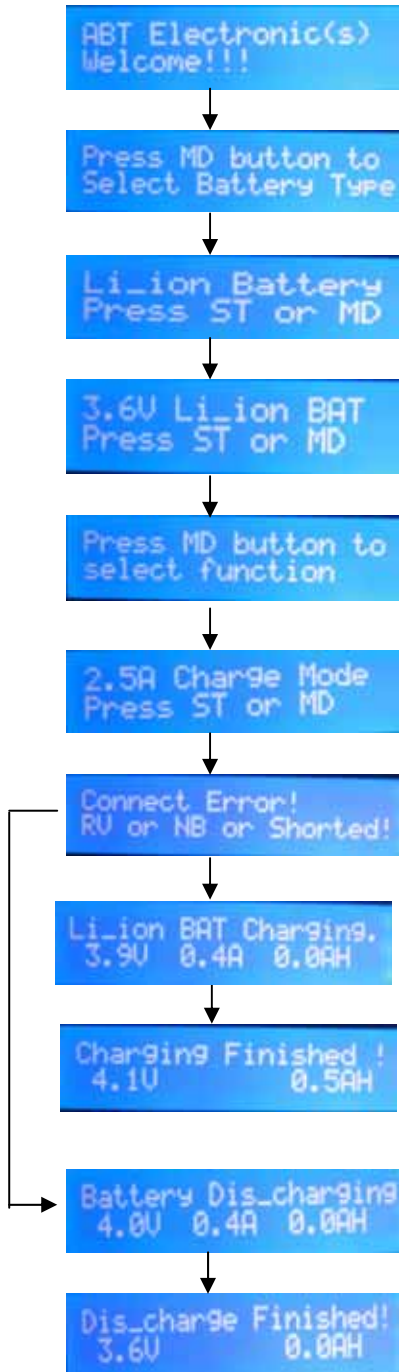 ABT Electronic(s)
Welcome!!!
Press MD button to
Select Battery Type
Li_ion Battery
Press ST or MD
3.6V Li_ion BAT
Press ST or MD
Press MD button to
select function
2.5A Charge Mode
Press ST or MD
Connect Error!
RV or NB or Shorted!
Li_ion BAT Charging.
3.9V 0.4A 0.0AH
Charging Finished !
4.1V 0.5AH
Battery Dis_charging
4.0V 0.4A 0.0AH
Dis_charge Finished!
3.6V 0.0AH